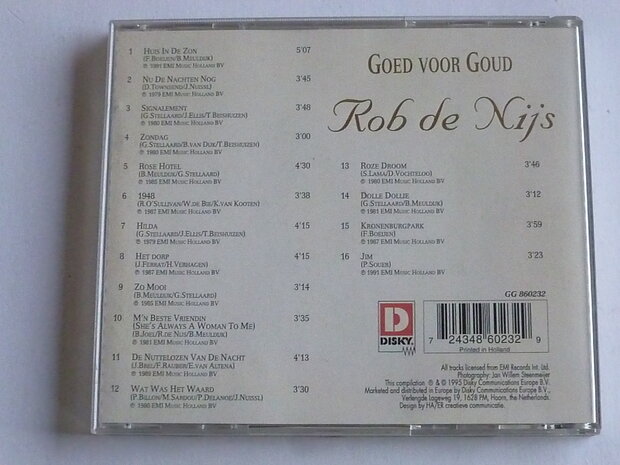 GOED VOOR GOUD
Rob de Nijs
1 HUIS IN DE ZON 5'07
(F.BOEIJEN/B.MEULDIJK)
℗ 1991 EMI MUSIC HOLLAND BV
2 NU DE NACHTEN NOG 3'45
(D.TOWNSEND/J.NUISSL)
℗ 1979 EMI MUSIC HOLLAND BV
3 SIGNALEMENT 3'48
(G.STELLAARD/J.ELLIS/T.BEISHUIZEN)
℗ 1980 EMI MUSIC HOLLAND BV
4 ZONDAG 3'00
(G.STELLAARD/B.VAN DIJK/T.BEISHUIZEN)
℗ 1980 EMI MUSIC HOLLAND BV
5 ROSE HOTEL 4'30
(B.MEULDIJK/G.STELLAARD)
℗ 1985 EMI MUSIC HOLLAND BV
6 1948 3'38
(R.O'SULLIVAN/W.DE BIE/K.VAN KOOTEN)
℗ 1987 EMI MUSIC HOLLAND BV
7 HILDA 4'15
(G.STELLAARD/J.ELLIS/T.BEISHUIZEN)
℗ 1979 EMI MUSIC HOLLAND BV
8 HET DORP 4'15
(J.FERRAT/H.VERHAGEN)
℗ 1987 EMI MUSIC HOLLAND BV
9 ZO MOOI 3'14
(B.MEULDIJK/G.STELLAARD)
℗ 1985 EMI MUSIC HOLLAND BV
10 M'N BESTE VRIENDIN 3'35
(SHE'S ALWAYS A WOMAN TO ME)
(B.JOEL/R.DE NIJS/B.MEULDIJK)
℗ 1981 EMI MUSIC HOLLAND BV
11 DE NUTTELOZEN VAN DE NACHT 4'13
(J.BREL/F.RAUBER/E.VAN ALTENA)
℗ 1989 EMI MUSIC HOLLAND BV
12 WAT WAS HET WAARD 3'30
(P.BILLON/M.SARDOU/P.DELANOE/J.NUISSL)
℗ 1980 EMI MUSIC HOLLAND BV
13 ROZE DROOM 3'46
(S.LAMA/D.VOCHTELOO)
℗ 1980 EMI MUSIC HOLLAND BV
14 DOLLE DOLLIE 3'12
(G.STELLAARD/B.MEULDIJK)
℗ 1981 EMI MUSIC HOLLAND BV
15 KRONENBURGPARK 3'59
(F.BOEIJEN)
℗ 1987 EMI MUSIC HOLLAND BV
16 JIM 3'23
(P.SOUER)
℗ 1991 EMI MUSIC HOLLAND BV
GG 860232
D
DISKY
7 24348 60232 9
Printed in Holland
All tracks licensed from EMI Records Int. Ltd.
Photography: Jan Willem Steenmeijer
This compilation ℗ & © 1995 Disky Communications Europe B.V.
Marketed and distributed in Europe by Disky Communications Europe B.V.,
Verlengde Lageweg 19, 1628 PM, Hoorn, the Netherlands.
Design by HA/ER creatieve communicatie.